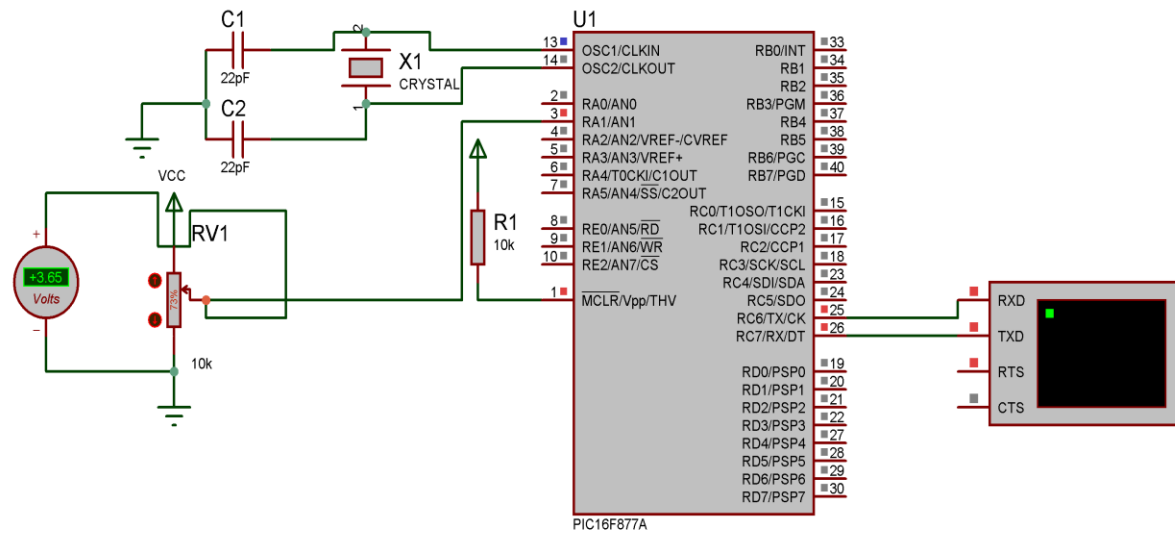 C1
22pF
C2
22pF
2
X1
CRYSTAL
1
VCC
RV1
73%
10k
+
+3.65
Volts
R1
10k
U1
13 OSC1/CLKIN
14 OSC2/CLKOUT
2 RA0/AN0
3 RA1/AN1
4 RA2/AN2/VREF-/CVREF
5 RA3/AN3/VREF+
6 RA4/T0CKI/C1OUT
7 RA5/AN4/SS/C2OUT
8 RE0/AN5/RD
9 RE1/AN6/WR
10 RE2/AN7/CS
1 MCLR/Vpp/THV
RB0/INT 33
RB1 34
RB2 35
RB3/PGM 36
RB4 37
RB5 38
RB6/PGC 39
RB7/PGD 40
RC0/T1OSO/T1CKI 15
RC1/T1OSI/CCP2 16
RC2/CCP1 17
RC3/SCK/SCL 18
RC4/SDI/SDA 23
RC5/SDO 24
RC6/TX/CK 25
RC7/RX/DT 26
RD0/PSP0 19
RD1/PSP1 20
RD2/PSP2 21
RD3/PSP3 22
RD4/PSP4 27
RD5/PSP5 28
RD6/PSP6 29
RD7/PSP7 30
PIC16F877A
RXD
TXD
RTS
CTS